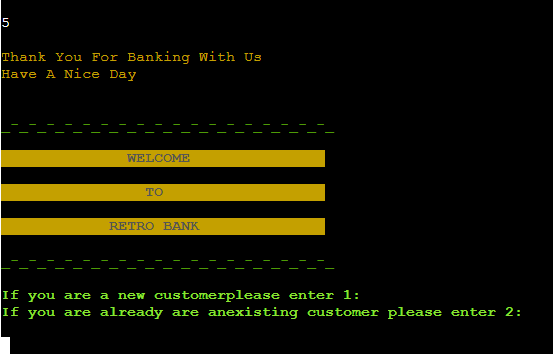 5
Thank You For Banking With Us
Have A Nice Day
_-_-_-_-_-_-_-_-_-_-_-_-_-_-_-_-_-_-_
WELCOME
TO
RETRO BANK
_-_-_-_-_-_-_-_-_-_-_-_-_-_-_-_-_-_-_
If you are a new customerplease enter 1:
If you are already are anexisting customer please enter 2: